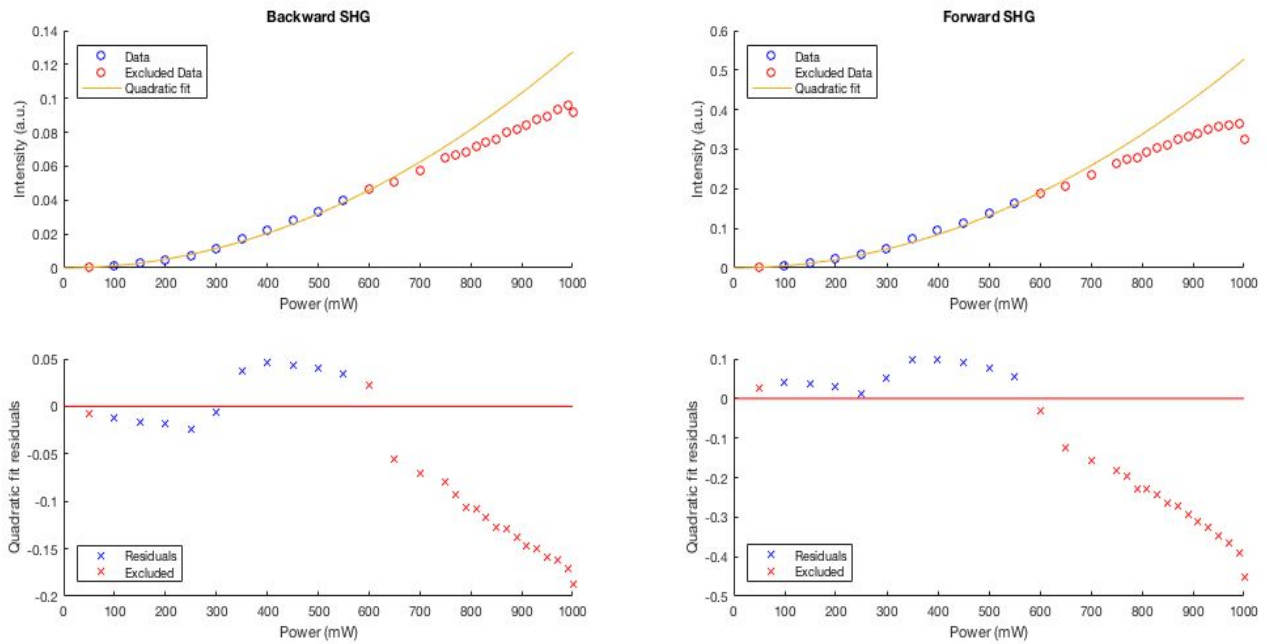 Backward SHG
0.14
0.12
0.1
0.08
0.06
0.04
0.02
0
Intensity (a.u.)
Data
Excluded Data
Quadratic fit
0 100 200 300 400 500 600 700 800 900 1000
Power (mW)
Forward SHG
0.6
0.5
0.4
0.3
0.2
0.1
0
Intensity (a.u.)
Data
Excluded Data
Quadratic fit
0 100 200 300 400 500 600 700 800 900 1000
Power (mW)
0.05
0
-0.05
-0.1
-0.15
-0.2
Quadratic fit residuals
Residuals
Excluded
0 100 200 300 400 500 600 700 800 900 1000
Power (mW)
0.1
0
-0.1
-0.2
-0.3
-0.4
-0.5
Quadratic fit residuals
Residuals
Excluded
0 100 200 300 400 500 600 700 800 900 1000
Power (mW)